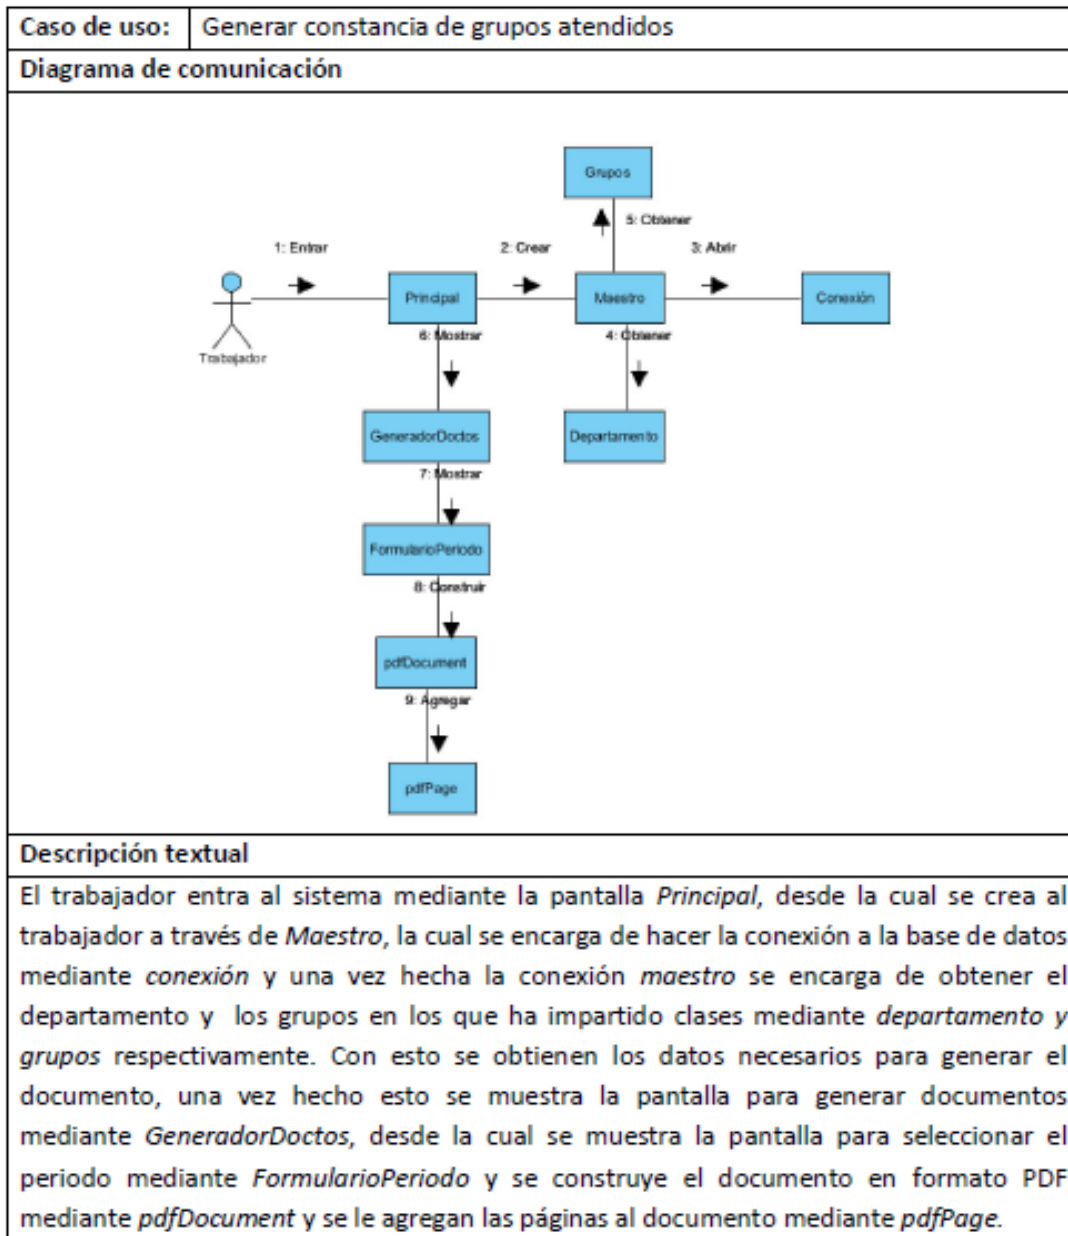 Caso de uso: Generar constancia de grupos atendidos
Diagrama de comunicación
Grupos
5: Obtener
1: Entrar
2: Crear
3: Abrir
Principal
Maestro
Conexión
Trabajador
6: Mostrar
4: Obtener
GeneradorDoctos
Departamento
7: Mostrar
FormularioPeriodo
8: Construir
pdfDocument
9: Agregar
pdfPage
Descripción textual
El trabajador entra al sistema mediante la pantalla Principal, desde la cual se crea al
trabajador a través de Maestro, la cual se encarga de hacer la conexión a la base de datos
mediante conexión y una vez hecha la conexión maestro se encarga de obtener el
departamento y los grupos en los que ha impartido clases mediante departamento y
grupos respectivamente. Con esto se obtienen los datos necesarios para generar el
documento, una vez hecho esto se muestra la pantalla para generar documentos
mediante GeneradorDoctos, desde la cual se muestra la pantalla para seleccionar el
periodo mediante FormularioPeriodo y se construye el documento en formato PDF
mediante pdfDocument y se le agregan las páginas al documento mediante pdfPage.